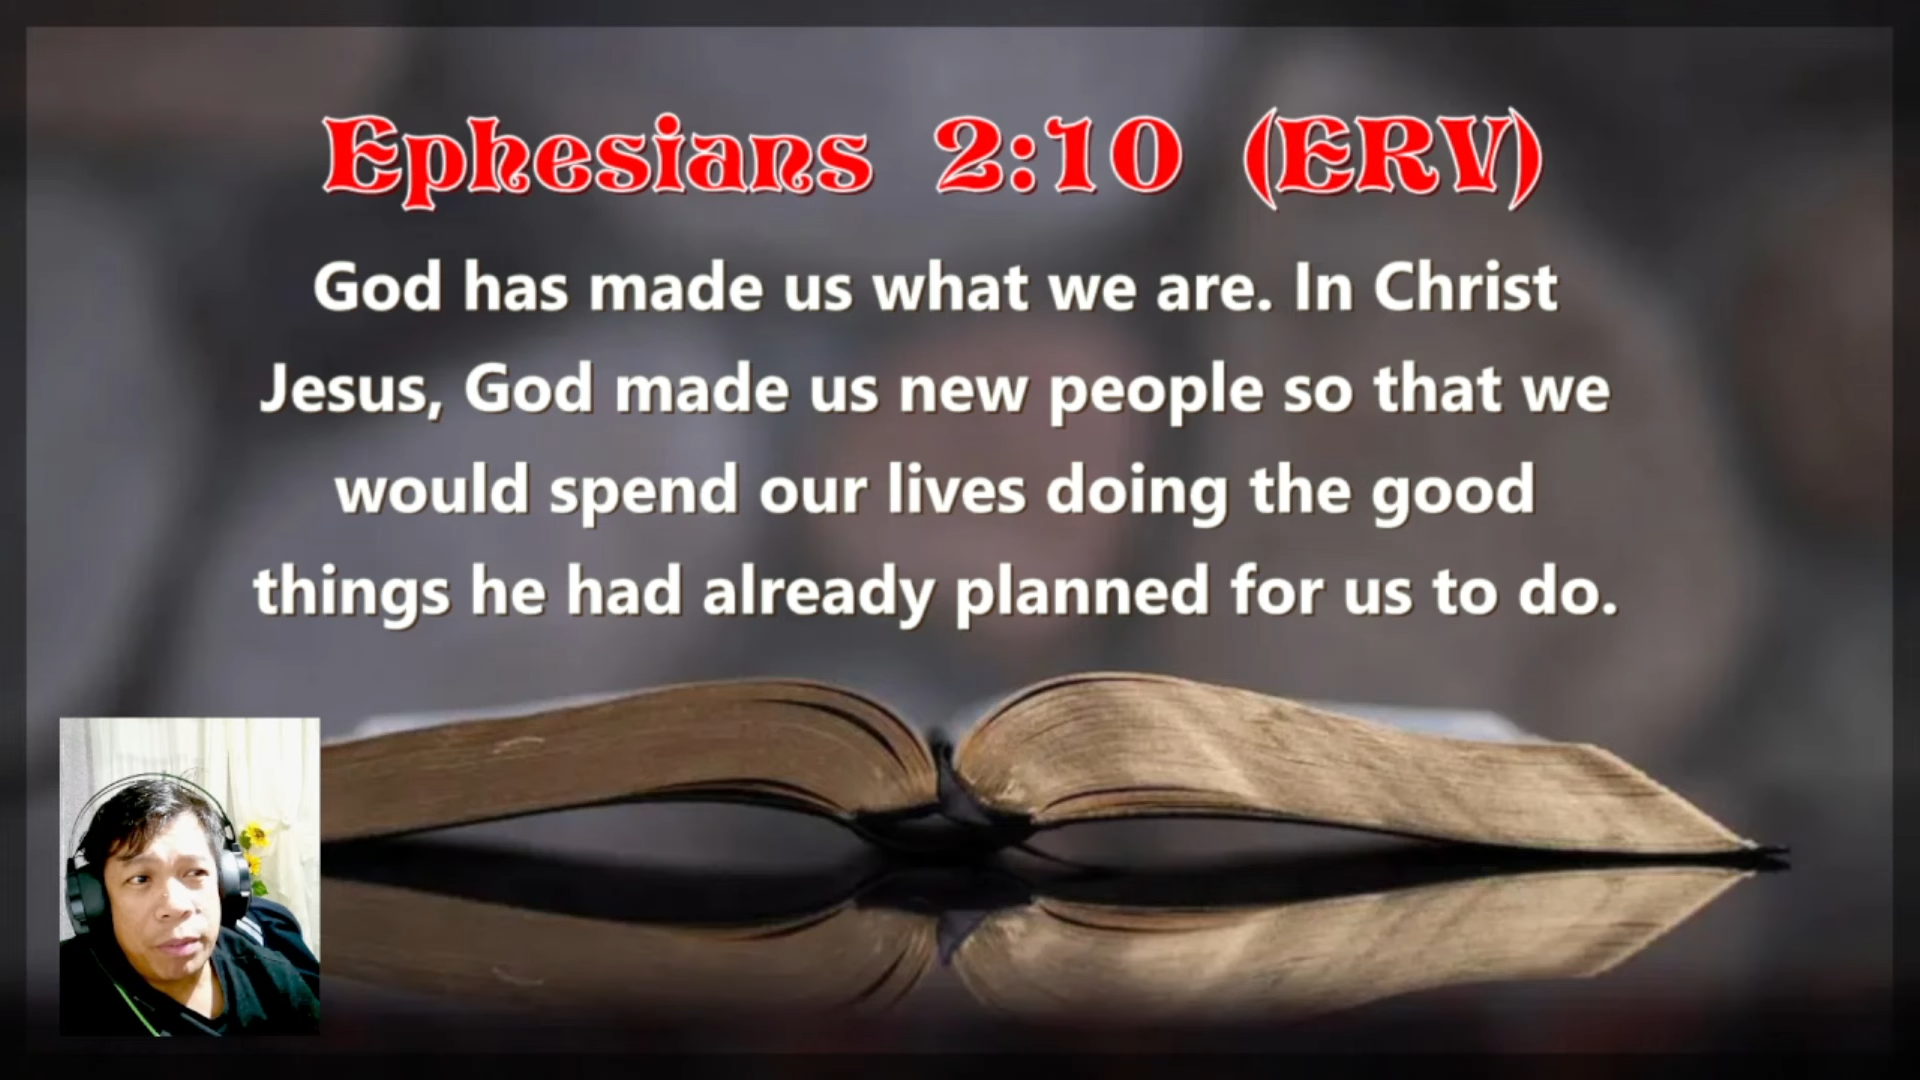 Ephesians 2:10 (ERV)
God has made us what we are. In Christ
Jesus, God made us new people so that we
would spend our lives doing the good
things he had already planned for us to do.